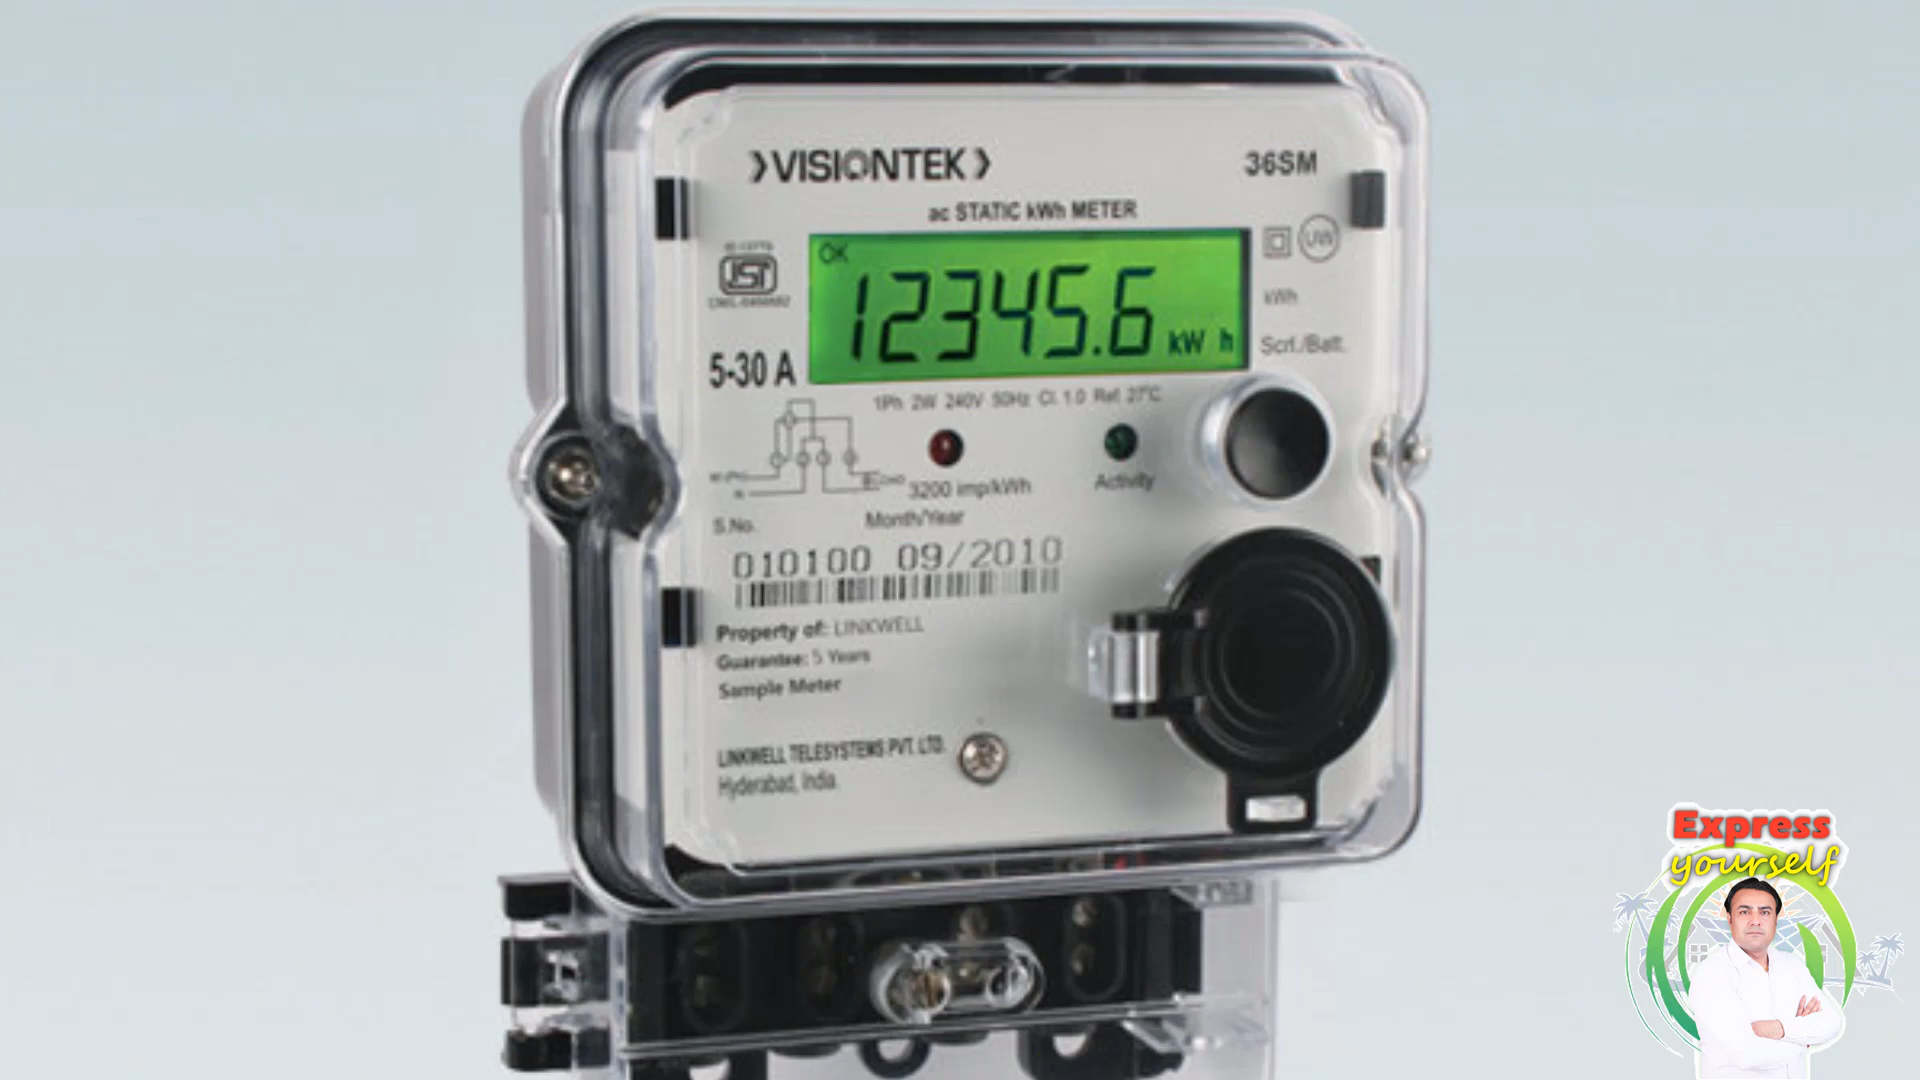 VISIONTEK
36SM
ac STATIC kWh METER
OK
12345.6 kW h
UW
kWh
Scrl./Batt.
5-30 A
1Ph 2W 240V 50Hz Cl. 1.0 Ref. 27°C
3200 imp/kWh
Activity
S.No.
Month/Year
010100 09/2010
Property of: LINKWELL
Guarantee: 5 Years
Sample Meter
LINKWELL TELESYSTEMS PVT. LTD.
Hyderabad, India.
Express
yourself